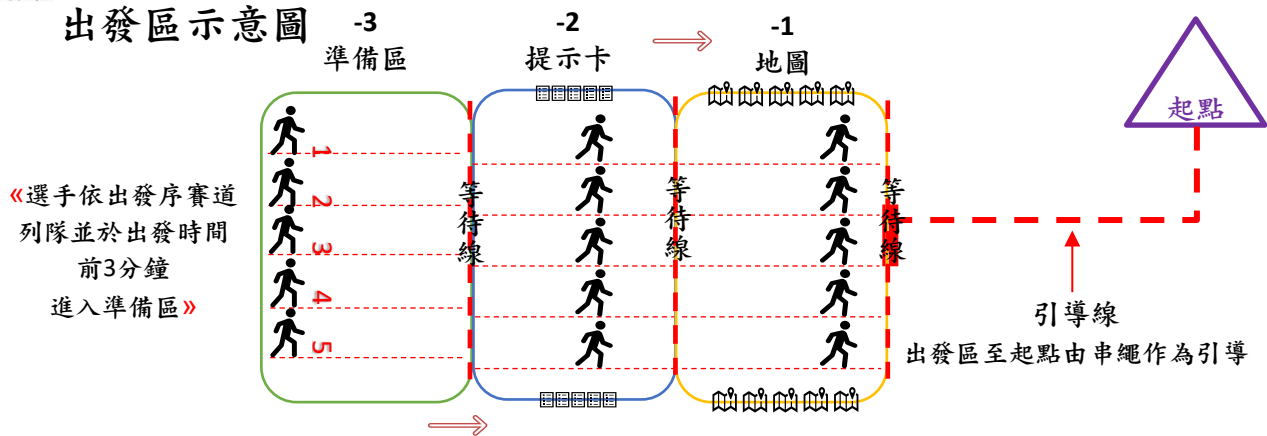 出發區示意圖
-3
準備區
-2
提示卡
-1
地圖
起點
1
2
3
4
5
等待線
等待線
等待線
«選手依出發序賽道
列隊並於出發時間
前3分鐘
進入準備區»
引導線
出發區至起點由串繩作為引導